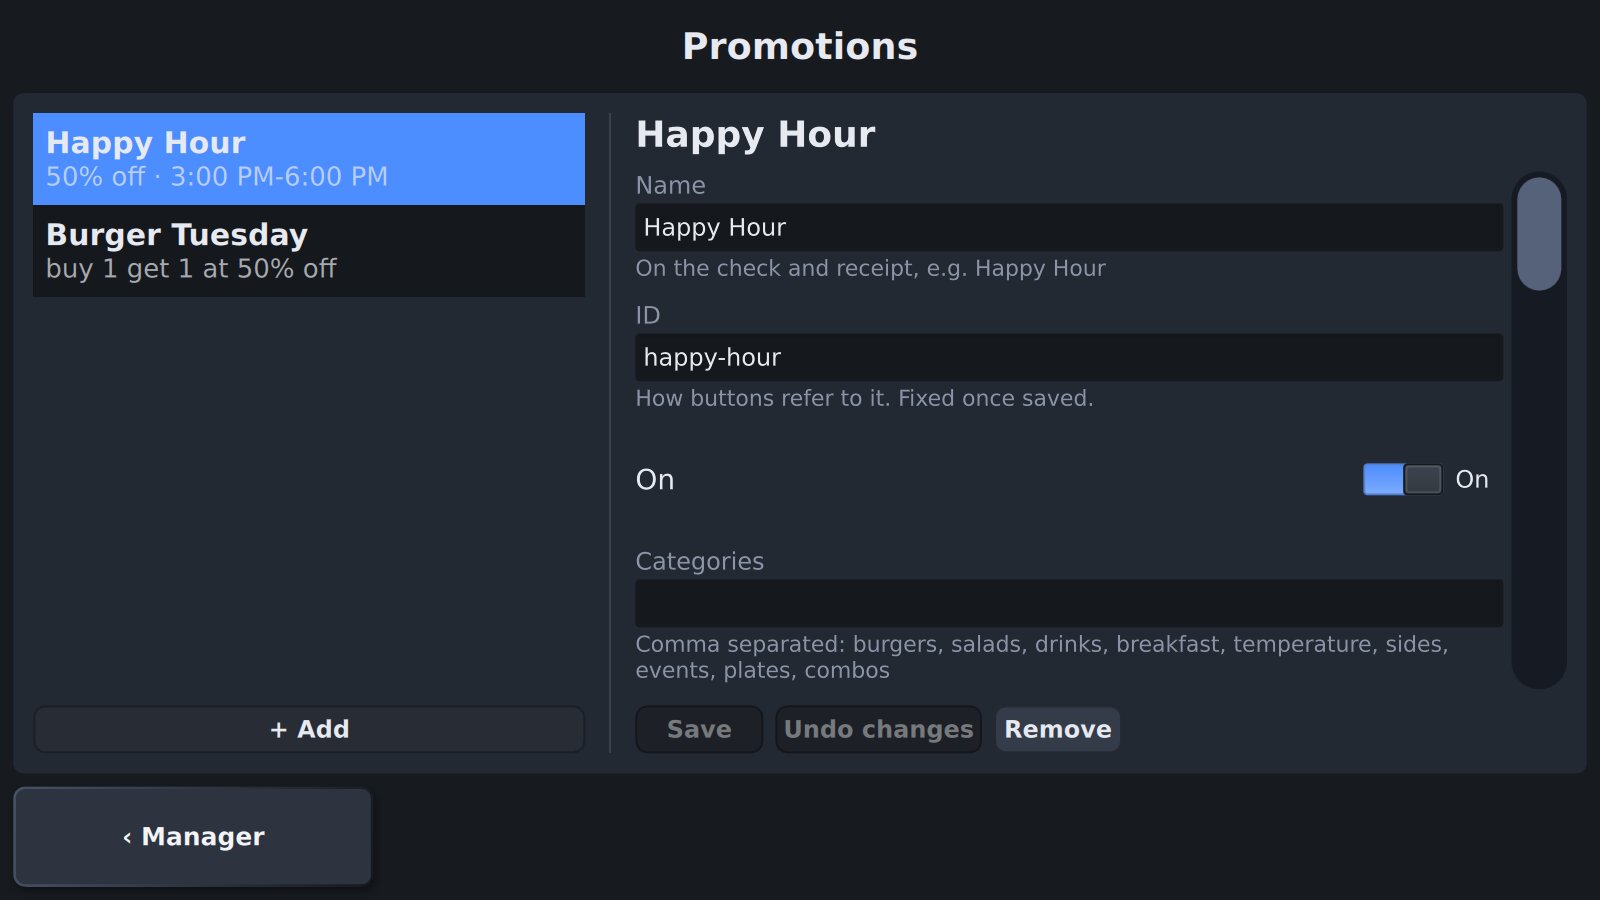 Promotions
Happy Hour
50% off · 3:00 PM-6:00 PM
Burger Tuesday
buy 1 get 1 at 50% off
+ Add
Happy Hour
Name
Happy Hour
On the check and receipt, e.g. Happy Hour
ID
happy-hour
How buttons refer to it. Fixed once saved.
On
On
Categories
Comma separated: burgers, salads, drinks, breakfast, temperature, sides,
events, plates, combos
Save
Undo changes
Remove
‹ Manager